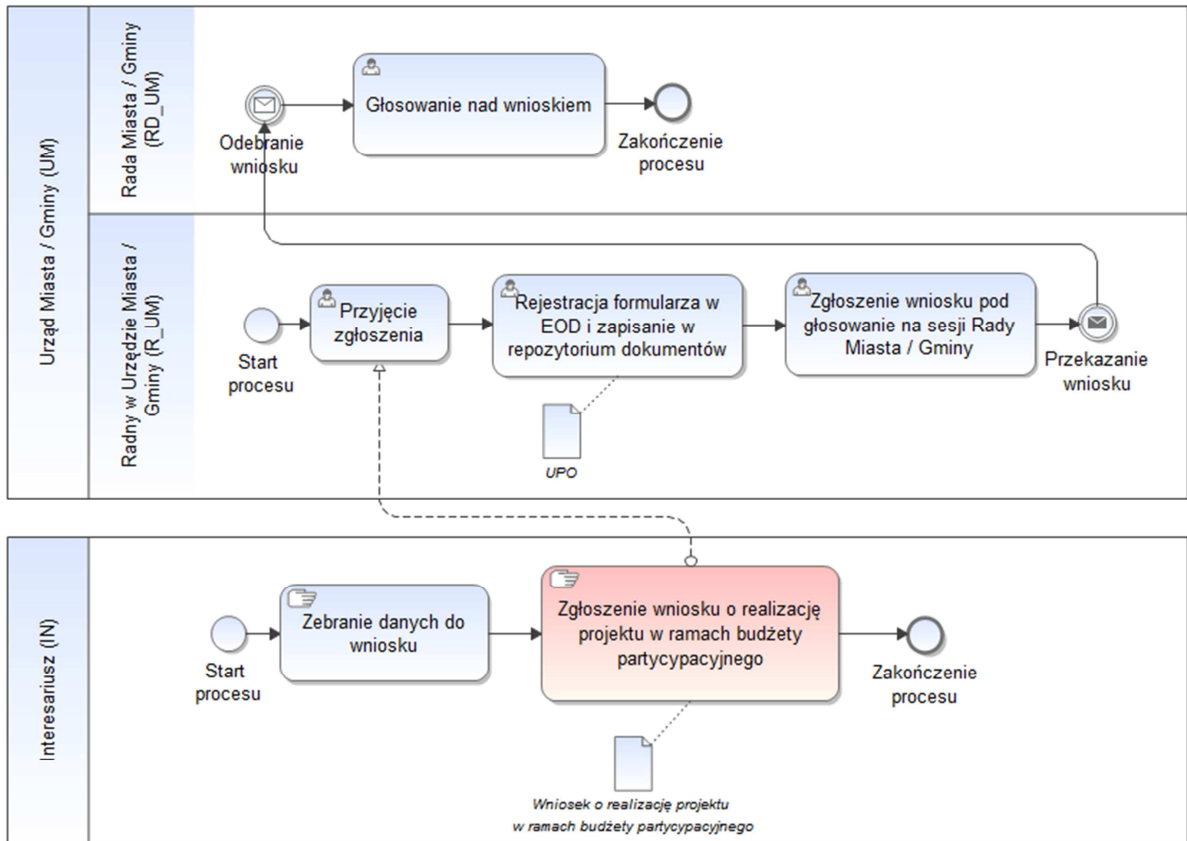 Urząd Miasta / Gminy (UM)
Rada Miasta / Gminy
(RD_UM)
Odebranie
wniosku
Głosowanie nad wnioskiem
Zakończenie
procesu
Radny w Urzędzie Miasta /
Gminy (R_UM)
Start
procesu
Przyjęcie
zgłoszenia
Rejestracja formularza w
EOD i zapisanie w
repozytorium dokumentów
UPO
Zgłoszenie wniosku pod
głosowanie na sesji Rady
Miasta / Gminy
Przekazanie
wniosku
Interesariusz (IN)
Start
procesu
Zebranie danych do
wniosku
Zgłoszenie wniosku o realizację
projektu w ramach budżety
partycypacyjnego
Zakończenie
procesu
Wniosek o realizację projektu
w ramach budżety partycypacyjnego